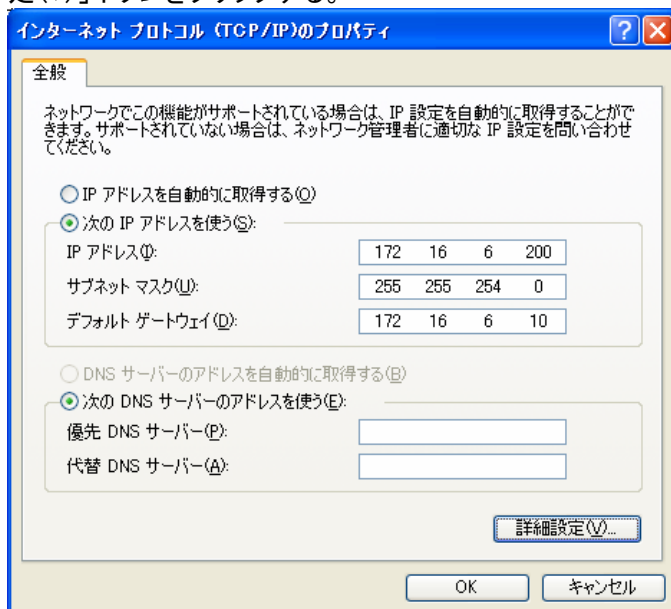 インターネット プロトコル (TCP/IP)のプロパティ
全般
ネットワークでこの機能がサポートされている場合は、IP 設定を自動的に取得することがで
きます。サポートされていない場合は、ネットワーク管理者に適切な IP 設定を問い合わせ
てください。
IP アドレスを自動的に取得する(O)
次の IP アドレスを使う(S):
IP アドレス(I): 172 16 6 200
サブネット マスク(U): 255 255 254 0
デフォルト ゲートウェイ(D): 172 16 6 10
DNS サーバーのアドレスを自動的に取得する(B)
次の DNS サーバーのアドレスを使う(E):
優先 DNS サーバー(P):
代替 DNS サーバー(A):
詳細設定(V)...
OK キャンセル